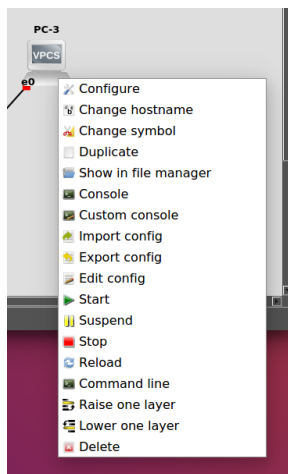 PC-3
VPCS
e0
Configure
Change hostname
Change symbol
Duplicate
Show in file manager
Console
Custom console
Import config
Export config
Edit config
Start
Suspend
Stop
Reload
Command line
Raise one layer
Lower one layer
Delete